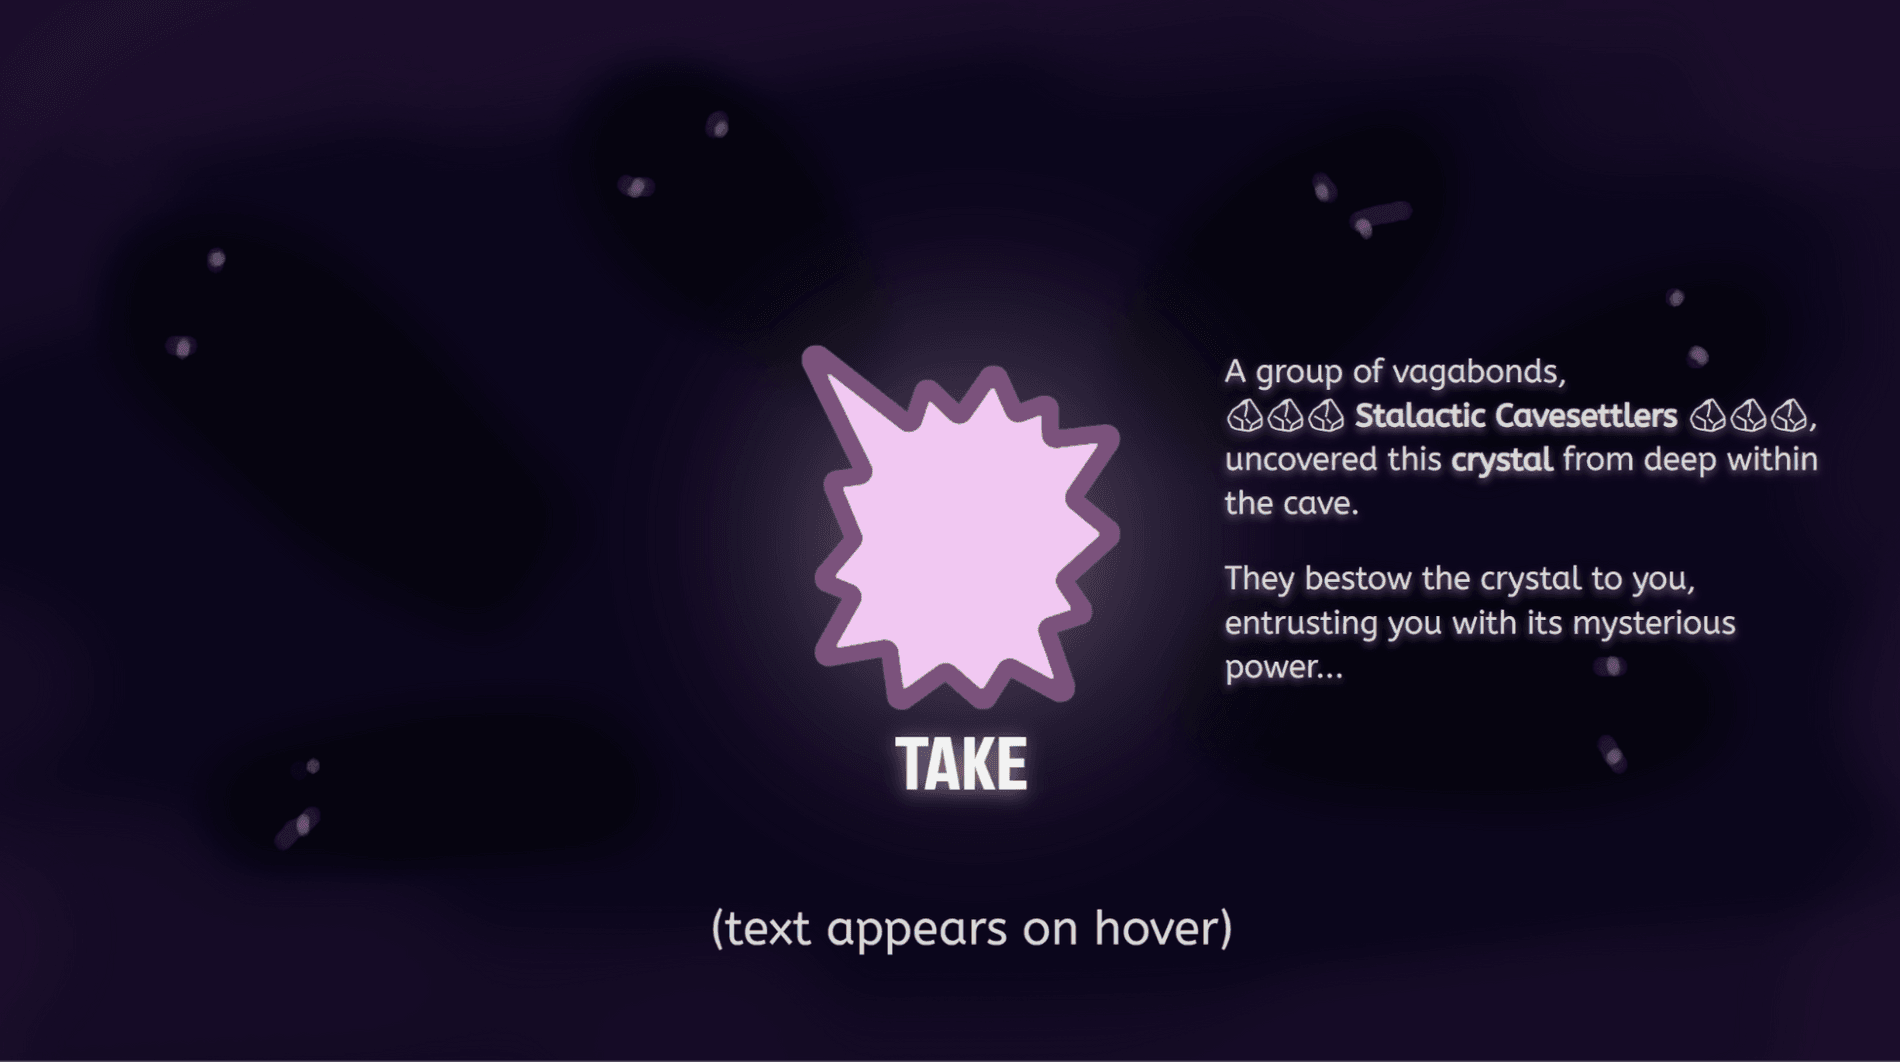 A group of vagabonds,
🪨🪨🪨 Stalactic Cavesettlers 🪨🪨🪨,
uncovered this crystal from deep within
the cave.
They bestow the crystal to you,
entrusting you with its mysterious
power...
TAKE
(text appears on hover)